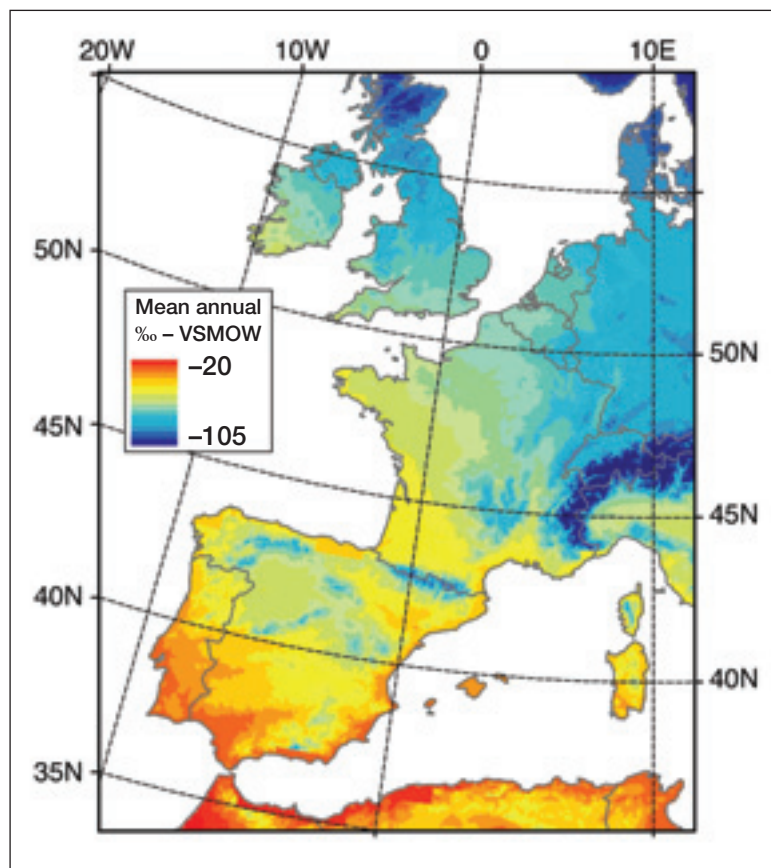 20W 10W 0 10E
50N
Mean annual
‰ – VSMOW
–20
–105
50N
45N
45N
40N
40N
35N